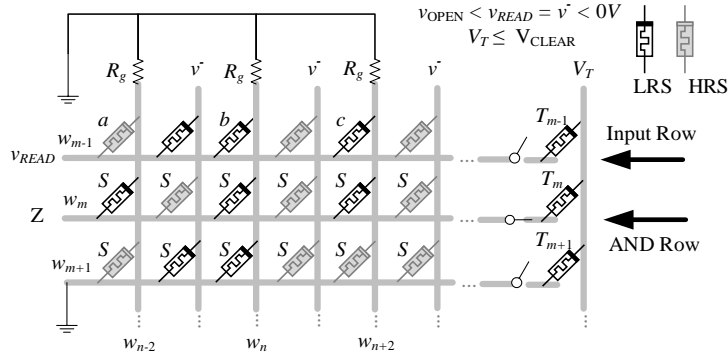 v_OPEN < v_READ = v⁻ < 0V
V_T ≤ V_CLEAR
R_g v⁻ R_g v⁻ R_g v⁻ V_T
LRS HRS
a b c T_m-1
w_m-1
v_READ
Input Row
S S S S S S T_m
w_m
Z
AND Row
S S S S S S T_m+1
w_m+1
... ... ...
w_n-2 w_n w_n+2